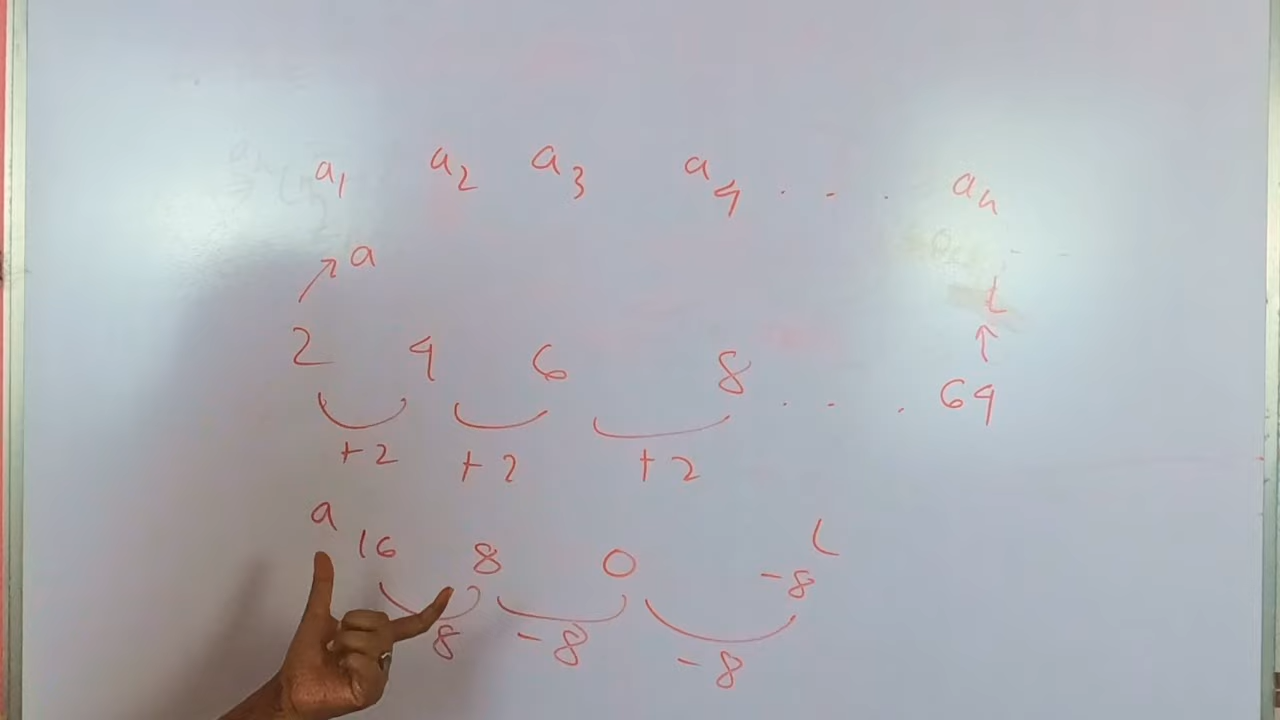 a₁ a₂ a₃ a₄ . . . aₙ
↗ a
l
↑
2 4 6 8 . . . 64
+2 +2 +2
a l
16 8 0 -8
8 -8 -8